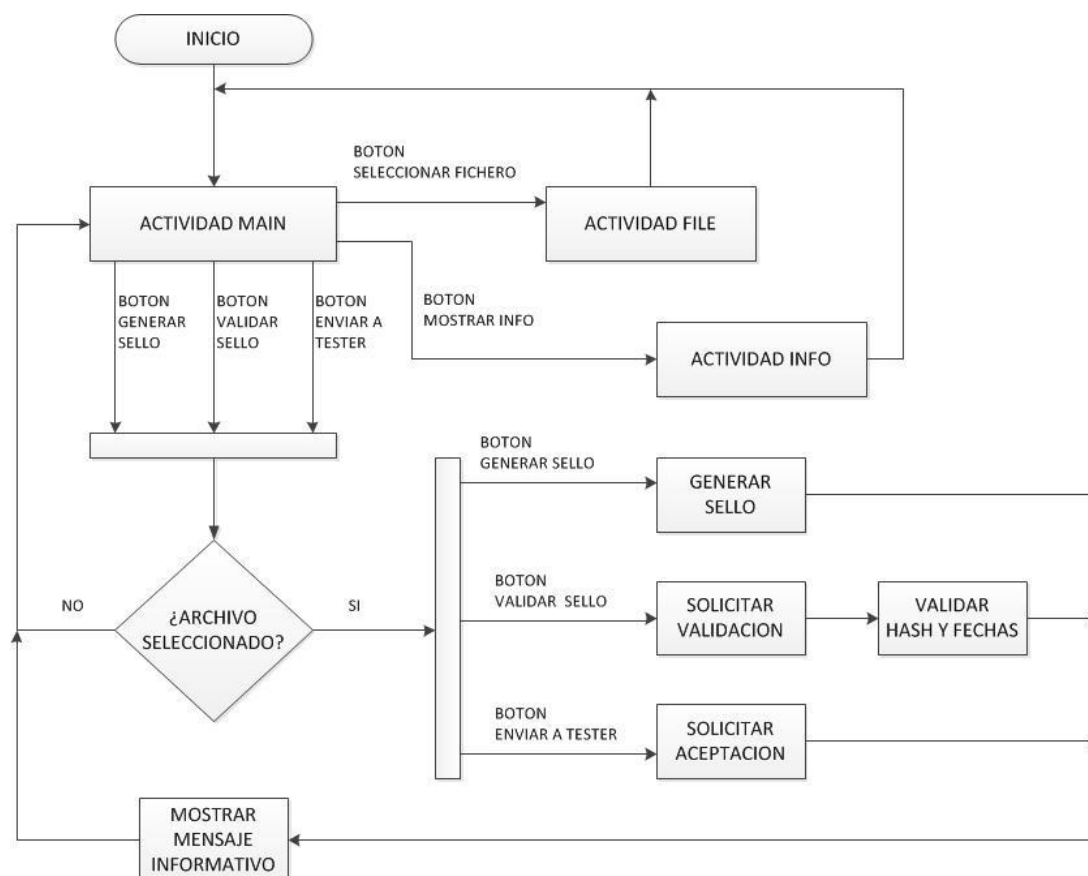 INICIO
BOTON
SELECCIONAR FICHERO
ACTIVIDAD MAIN
ACTIVIDAD FILE
BOTON
GENERAR
SELLO
BOTON
VALIDAR
SELLO
BOTON
ENVIAR A
TESTER
BOTON
MOSTRAR INFO
ACTIVIDAD INFO
BOTON
GENERAR SELLO
GENERAR
SELLO
NO
¿ARCHIVO
SELECCIONADO?
SI
BOTON
VALIDAR SELLO
SOLICITAR
VALIDACION
VALIDAR
HASH Y FECHAS
BOTON
ENVIAR A TESTER
SOLICITAR
ACEPTACION
MOSTRAR
MENSAJE
INFORMATIVO